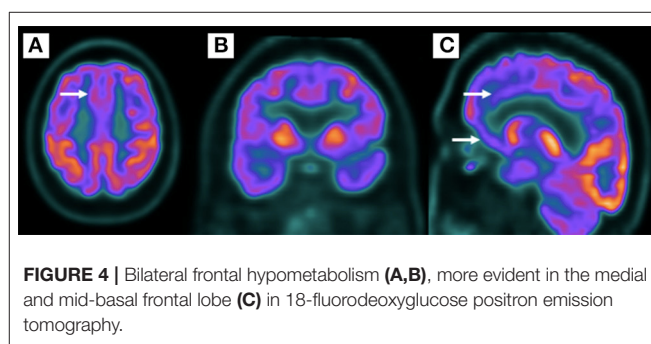 A B C
FIGURE 4 | Bilateral frontal hypometabolism (A,B), more evident in the medial
and mid-basal frontal lobe (C) in 18-fluorodeoxyglucose positron emission
tomography.